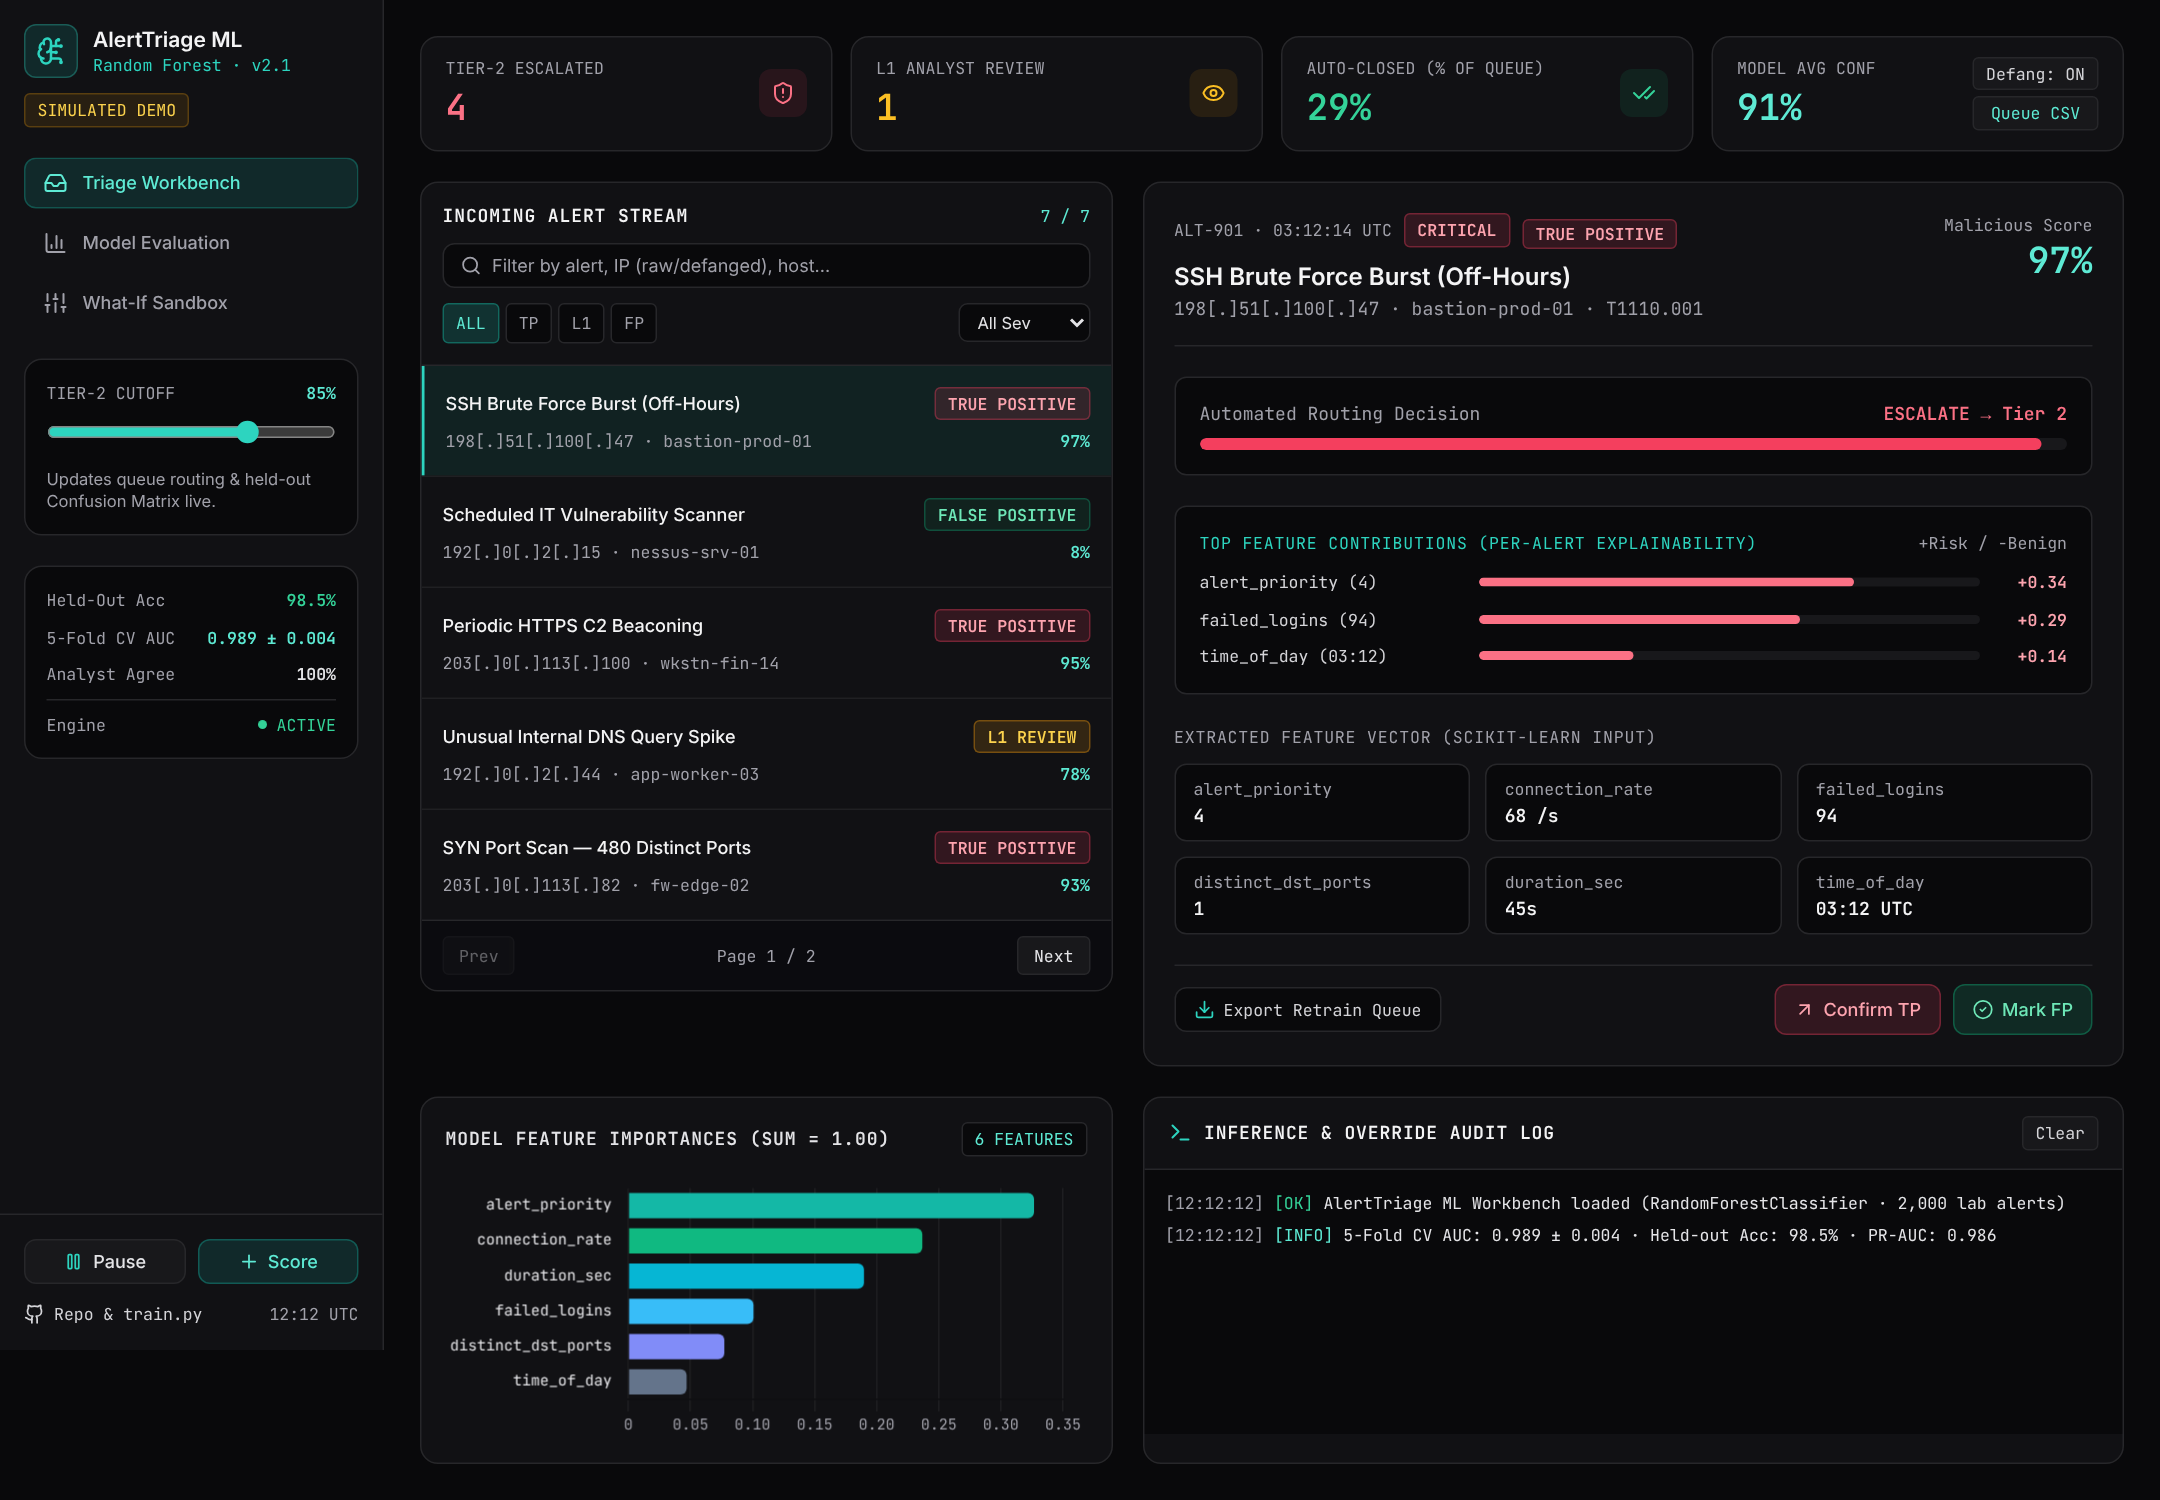 AlertTriage ML
Random Forest · v2.1
SIMULATED DEMO
Triage Workbench
Model Evaluation
What-If Sandbox
TIER-2 CUTOFF 85%
Updates queue routing & held-out
Confusion Matrix live.
Held-Out Acc 98.5%
5-Fold CV AUC 0.989 ± 0.004
Analyst Agree 100%
Engine ACTIVE
Pause
Score
Repo & train.py 12:12 UTC
TIER-2 ESCALATED
4
L1 ANALYST REVIEW
1
AUTO-CLOSED (% OF QUEUE)
29%
MODEL AVG CONF
91%
Defang: ON
Queue CSV
INCOMING ALERT STREAM 7 / 7
Filter by alert, IP (raw/defanged), host...
ALL TP L1 FP All Sev
SSH Brute Force Burst (Off-Hours) TRUE POSITIVE
198[.]51[.]100[.]47 · bastion-prod-01 97%
Scheduled IT Vulnerability Scanner FALSE POSITIVE
192[.]0[.]2[.]15 · nessus-srv-01 8%
Periodic HTTPS C2 Beaconing TRUE POSITIVE
203[.]0[.]113[.]100 · wkstn-fin-14 95%
Unusual Internal DNS Query Spike L1 REVIEW
192[.]0[.]2[.]44 · app-worker-03 78%
SYN Port Scan — 480 Distinct Ports TRUE POSITIVE
203[.]0[.]113[.]82 · fw-edge-02 93%
Prev Page 1 / 2 Next
ALT-901 · 03:12:14 UTC CRITICAL TRUE POSITIVE
SSH Brute Force Burst (Off-Hours)
198[.]51[.]100[.]47 · bastion-prod-01 · T1110.001
Malicious Score
97%
Automated Routing Decision ESCALATE → Tier 2
TOP FEATURE CONTRIBUTIONS (PER-ALERT EXPLAINABILITY) +Risk / -Benign
alert_priority (4) +0.34
failed_logins (94) +0.29
time_of_day (03:12) +0.14
EXTRACTED FEATURE VECTOR (SCIKIT-LEARN INPUT)
alert_priority
4
connection_rate
68 /s
failed_logins
94
distinct_dst_ports
1
duration_sec
45s
time_of_day
03:12 UTC
Export Retrain Queue
Confirm TP
Mark FP
MODEL FEATURE IMPORTANCES (SUM = 1.00) 6 FEATURES
alert_priority
connection_rate
duration_sec
failed_logins
distinct_dst_ports
time_of_day
0 0.05 0.10 0.15 0.20 0.25 0.30 0.35
INFERENCE & OVERRIDE AUDIT LOG Clear
[12:12:12] [OK] AlertTriage ML Workbench loaded (RandomForestClassifier · 2,000 lab alerts)
[12:12:12] [INFO] 5-Fold CV AUC: 0.989 ± 0.004 · Held-out Acc: 98.5% · PR-AUC: 0.986